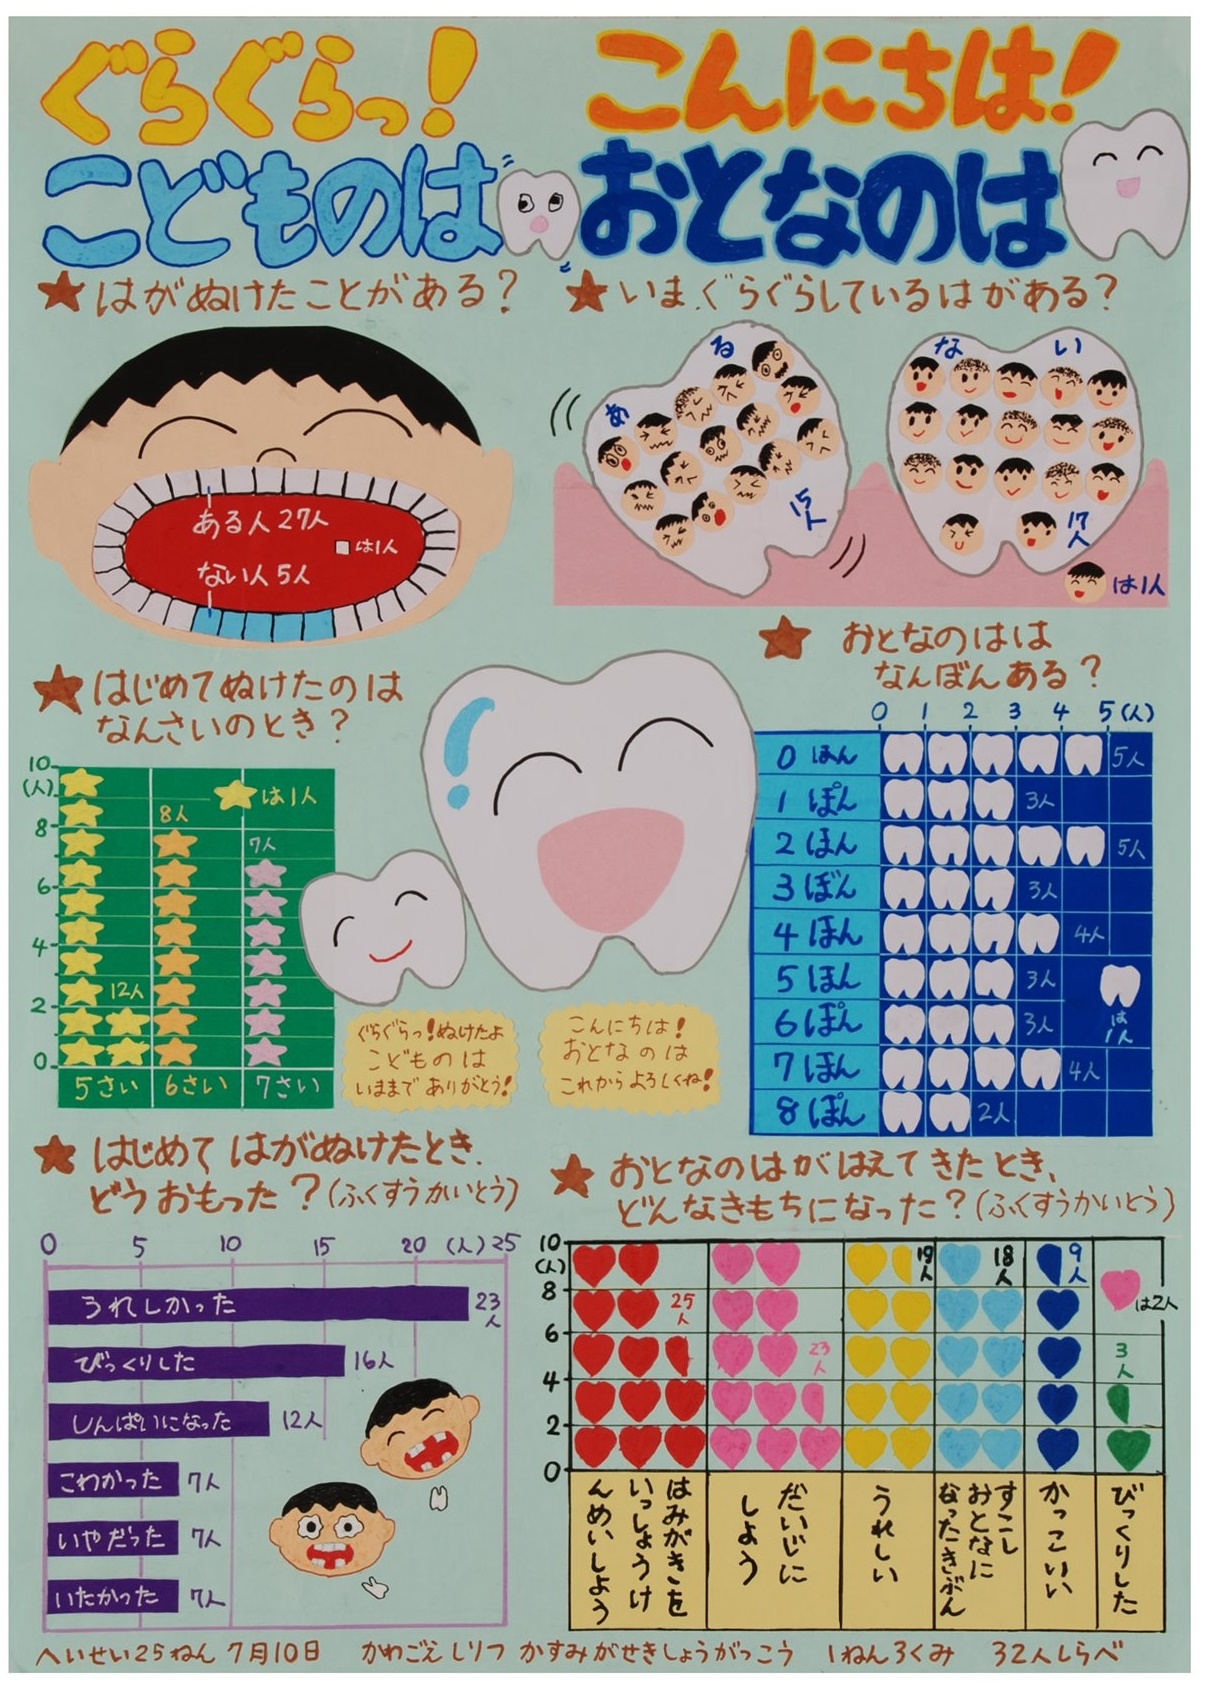 ぐらぐらっ！
こどものは
こんにちは！
おとなのは
★はがぬけたことがある？
ある人27人
□は1人
ない人5人
★いま、ぐらぐらしているはがある？
ある
15人
ない
17人
は1人
★はじめてぬけたのは
なんさいのとき？
10
(人)
8
6
4
2
0
は1人
12人
8人
7人
5さい 6さい 7さい
ぐらぐらっ！ぬけたよ
こどものは
いままでありがとう！
こんにちは！
おとなのは
これからよろしくね！
★おとなのはは
なんぼんある？
0 1 2 3 4 5(人)
0ほん 5人
1ぽん 3人
2ほん 5人
3ぼん 3人
4ほん 4人
5ほん 3人
6ぽん 3人
7ほん 4人
8ぽん 2人
は1人
★はじめてはがぬけたとき、
どうおもった？(ふくすうかいとう)
0 5 10 15 20 (人)25
うれしかった 23人
びっくりした 16人
しんぱいになった 12人
こわかった 7人
いやだった 7人
いたかった 7人
★おとなのはがはえてきたとき、
どんなきもちになった？(ふくすうかいとう)
10
(人)
8
6
4
2
0
25人
23人
19人
18人
9人
3人
は2人
はみがきを
いっしょうけ
んめいしよう
だいじに
しよう
うれしい
すこし
おとなに
なったきぶん
かっこいい
びっくりした
へいせい25ねん 7月10日 かわごえしりつ かすみがせきしょうがっこう 1ねん3くみ 32人しらべ